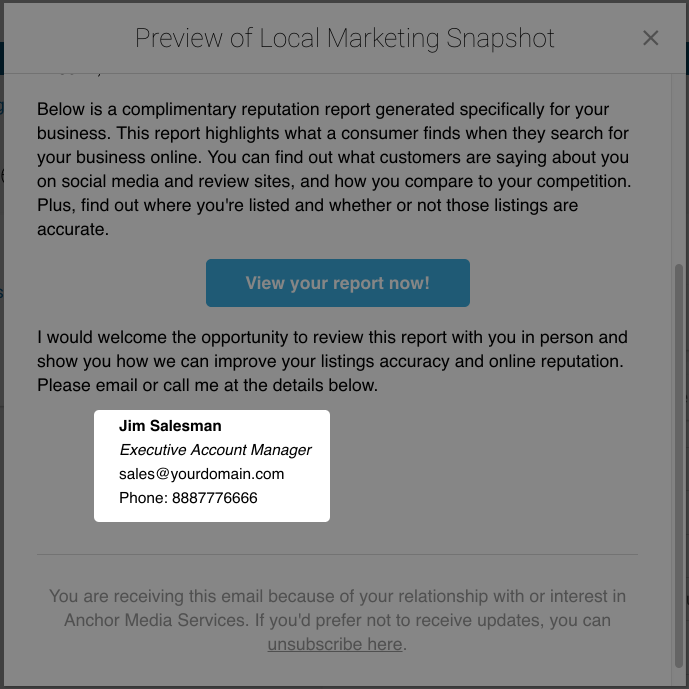 Preview of Local Marketing Snapshot
Below is a complimentary reputation report generated specifically for your
business. This report highlights what a consumer finds when they search for
your business online. You can find out what customers are saying about you
on social media and review sites, and how you compare to your competition.
Plus, find out where you're listed and whether or not those listings are
accurate.
View your report now!
I would welcome the opportunity to review this report with you in person and
show you how we can improve your listings accuracy and online reputation.
Please email or call me at the details below.
Jim Salesman
Executive Account Manager
sales@yourdomain.com
Phone: 8887776666
You are receiving this email because of your relationship with or interest in
Anchor Media Services. If you'd prefer not to receive updates, you can
unsubscribe here.